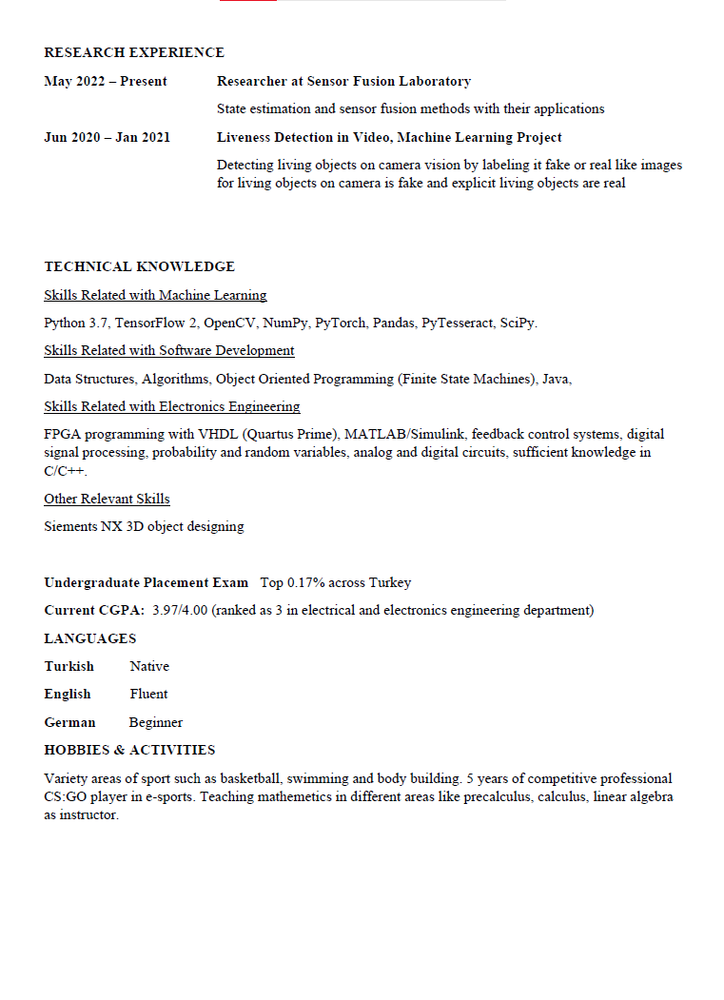 RESEARCH EXPERIENCE
May 2022 – Present Researcher at Sensor Fusion Laboratory
State estimation and sensor fusion methods with their applications
Jun 2020 – Jan 2021 Liveness Detection in Video, Machine Learning Project
Detecting living objects on camera vision by labeling it fake or real like images
for living objects on camera is fake and explicit living objects are real
TECHNICAL KNOWLEDGE
Skills Related with Machine Learning
Python 3.7, TensorFlow 2, OpenCV, NumPy, PyTorch, Pandas, PyTesseract, SciPy.
Skills Related with Software Development
Data Structures, Algorithms, Object Oriented Programming (Finite State Machines), Java,
Skills Related with Electronics Engineering
FPGA programming with VHDL (Quartus Prime), MATLAB/Simulink, feedback control systems, digital
signal processing, probability and random variables, analog and digital circuits, sufficient knowledge in
C/C++.
Other Relevant Skills
Siements NX 3D object designing
Undergraduate Placement Exam Top 0.17% across Turkey
Current CGPA: 3.97/4.00 (ranked as 3 in electrical and electronics engineering department)
LANGUAGES
Turkish Native
English Fluent
German Beginner
HOBBIES & ACTIVITIES
Variety areas of sport such as basketball, swimming and body building. 5 years of competitive professional
CS:GO player in e-sports. Teaching mathemetics in different areas like precalculus, calculus, linear algebra
as instructor.